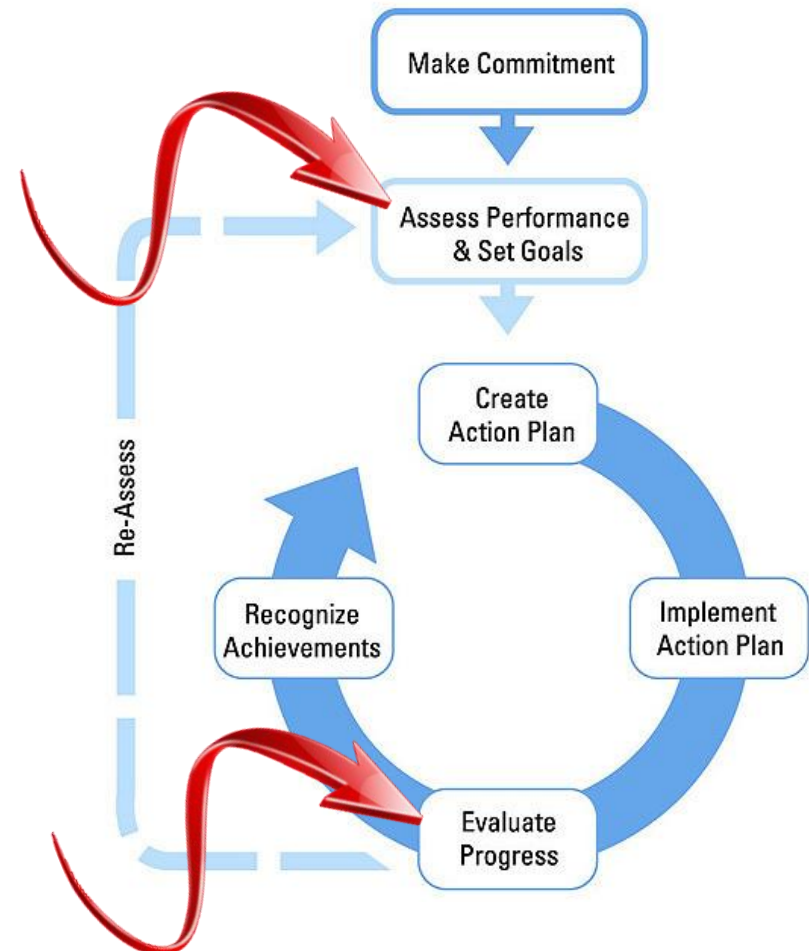 Make Commitment
Assess Performance
& Set Goals
Create
Action Plan
Re-Assess
Recognize
Achievements
Implement
Action Plan
Evaluate
Progress